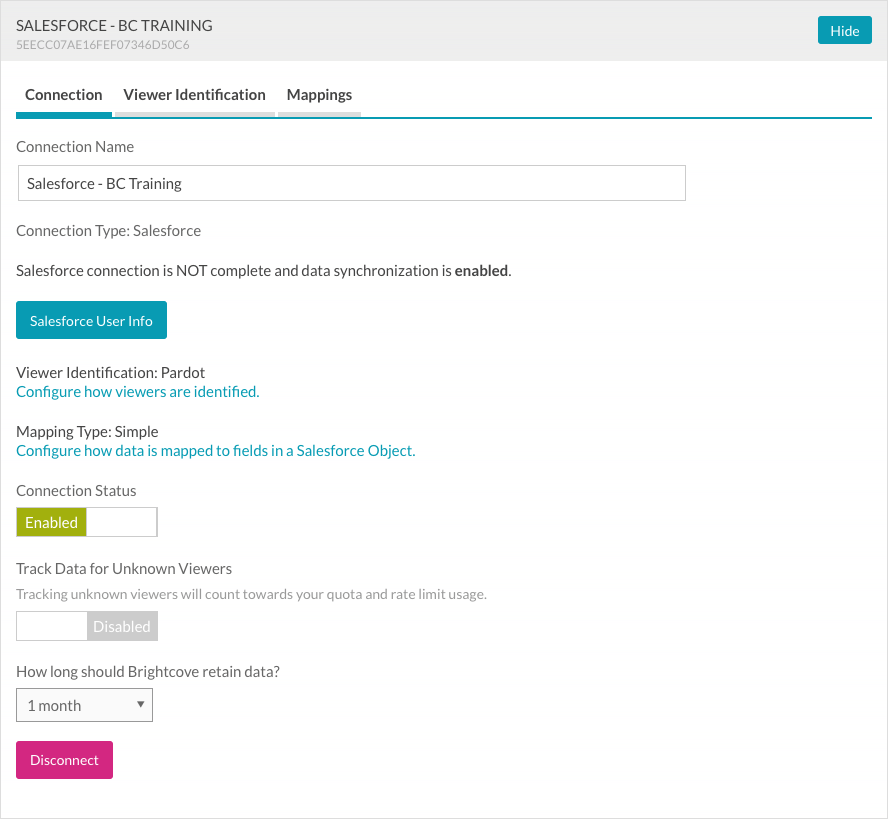 SALESFORCE - BC TRAINING
5EECC07AE16FEF07346D50C6
Hide
Connection Viewer Identification Mappings
Connection Name
Salesforce - BC Training
Connection Type: Salesforce
Salesforce connection is NOT complete and data synchronization is enabled.
Salesforce User Info
Viewer Identification: Pardot
Configure how viewers are identified.
Mapping Type: Simple
Configure how data is mapped to fields in a Salesforce Object.
Connection Status
Enabled
Track Data for Unknown Viewers
Tracking unknown viewers will count towards your quota and rate limit usage.
Disabled
How long should Brightcove retain data?
1 month
Disconnect